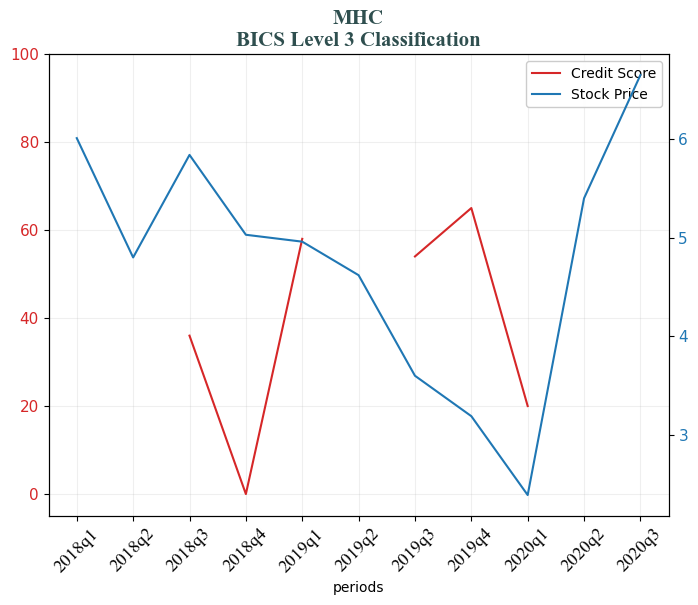 MHC
BICS Level 3 Classification
100
80
60
40
20
0
Credit Score
Stock Price
6
5
4
3
2018q1
2018q2
2018q3
2018q4
2019q1
2019q2
2019q3
2019q4
2020q1
2020q2
2020q3
periods